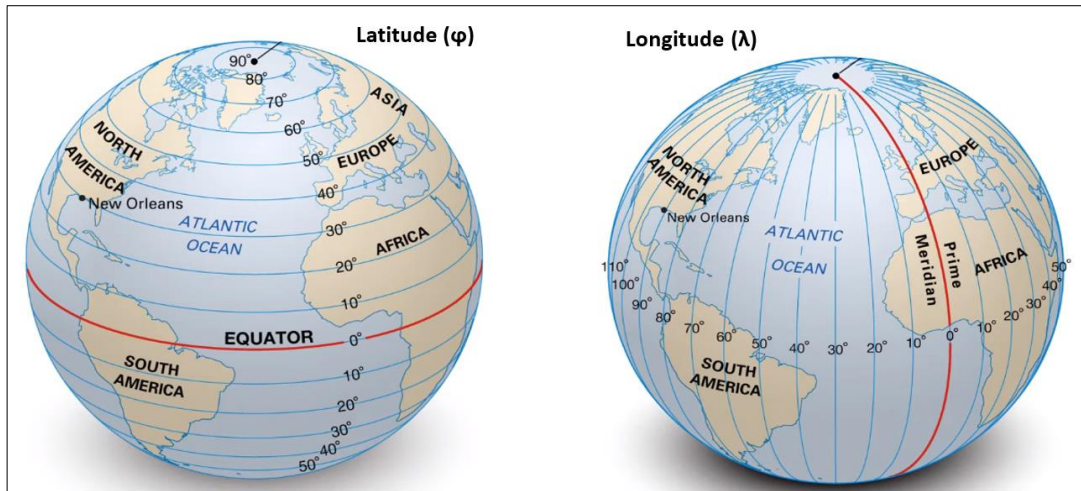 Latitude (φ)
90°
80°
70°
60°
50°
40°
30°
20°
10°
0°
10°
20°
30°
40°
50°
ASIA
NORTH
AMERICA
EUROPE
New Orleans
ATLANTIC
OCEAN
AFRICA
EQUATOR
SOUTH
AMERICA
Longitude (λ)
NORTH
AMERICA
EUROPE
New Orleans
ATLANTIC
OCEAN
Prime
Meridian
AFRICA
110°
100°
90°
80°
70°
60°
50°
40°
30°
20°
10°
0°
10°
20°
30°
40°
50°
SOUTH
AMERICA